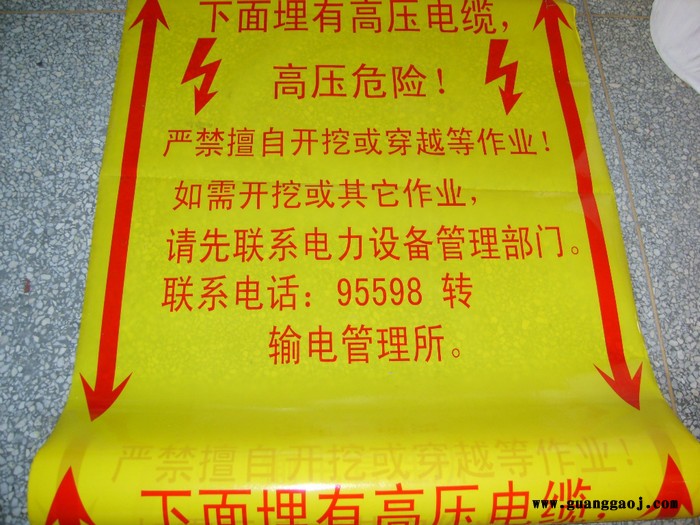 下面埋有高压电缆,
高压危险!
严禁擅自开挖或穿越等作业!
如需开挖或其它作业,
请先联系电力设备管理部门。
联系电话: 95598 转
输电管理所。
严禁擅自开挖或穿越等作业!
下面埋有高压电缆,
www.guanggaoj.com